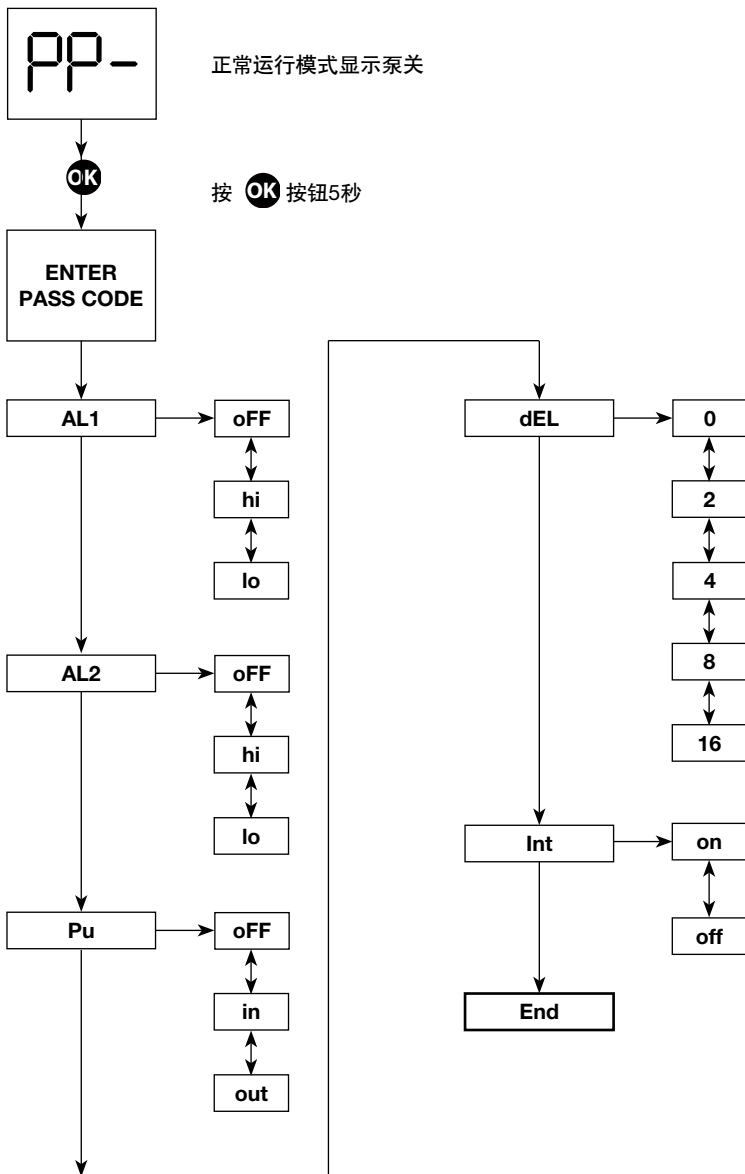 PP-
正常运行模式显示泵关
OK
按 OK 按钮5秒
ENTER
PASS CODE
AL1
oFF
hi
lo
AL2
oFF
hi
lo
Pu
oFF
in
out
dEL
0
2
4
8
16
Int
on
off
End